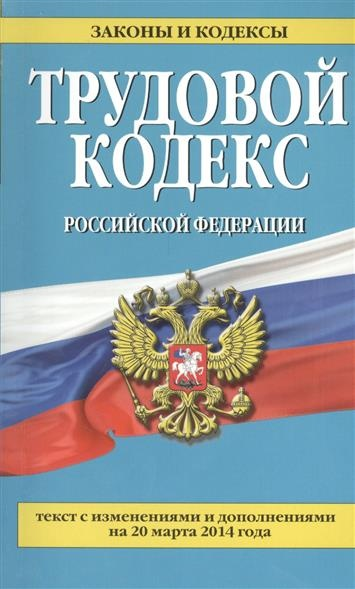 ЗАКОНЫ И КОДЕКСЫ
ТРУДОВОЙ
КОДЕКС
РОССИЙСКОЙ ФЕДЕРАЦИИ
текст с изменениями и дополнениями
на 20 марта 2014 года